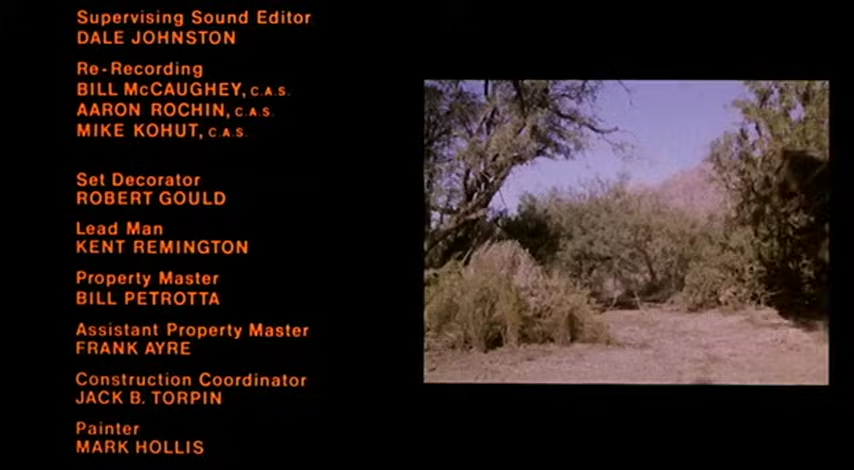 Supervising Sound Editor
DALE JOHNSTON
Re-Recording
BILL McCAUGHEY, C.A.S.
AARON ROCHIN, C.A.S.
MIKE KOHUT, C.A.S.
Set Decorator
ROBERT GOULD
Lead Man
KENT REMINGTON
Property Master
BILL PETROTTA
Assistant Property Master
FRANK AYRE
Construction Coordinator
JACK B. TORPIN
Painter
MARK HOLLIS